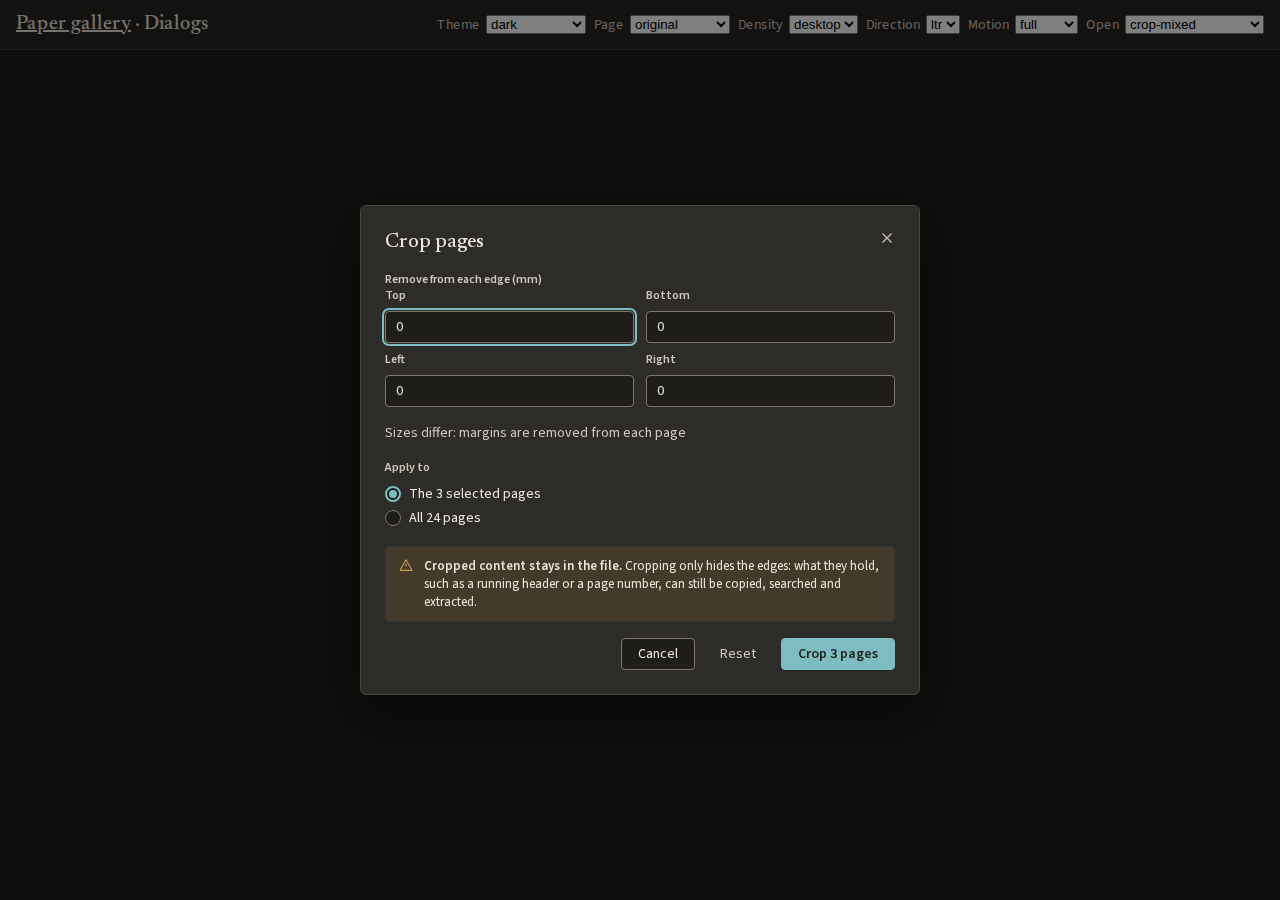 Paper gallery · Dialogs
Theme dark Page original Density desktop Direction ltr Motion full Open crop-mixed
Crop pages
Remove from each edge (mm)
Top Bottom
0 0
Left Right
0 0
Sizes differ: margins are removed from each page
Apply to
The 3 selected pages
All 24 pages
Cropped content stays in the file. Cropping only hides the edges: what they hold,
such as a running header or a page number, can still be copied, searched and
extracted.
Cancel Reset Crop 3 pages